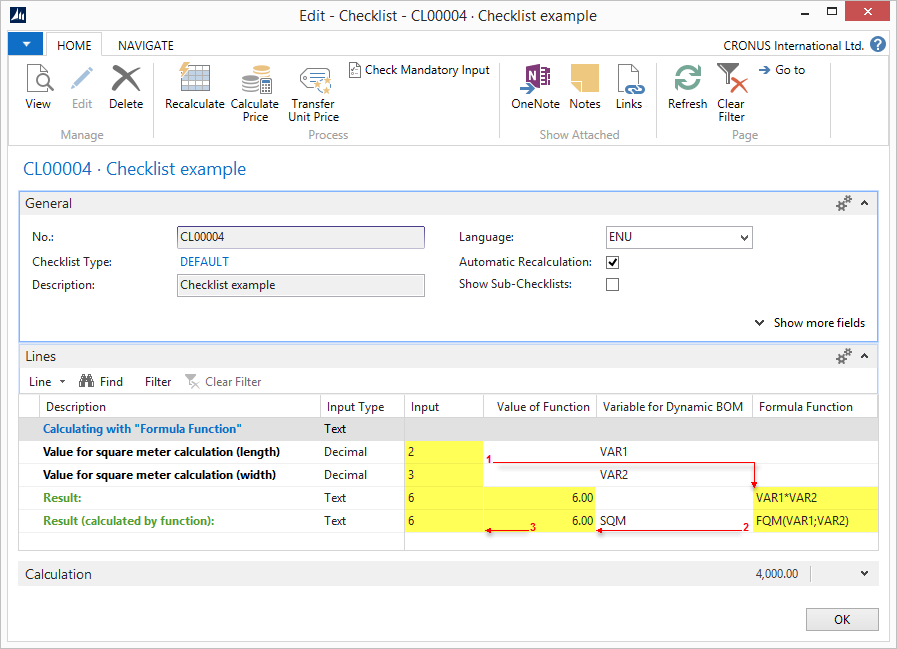 Edit - Checklist - CL00004 · Checklist example
HOME NAVIGATE CRONUS International Ltd. ?
View Edit Delete
Manage
Recalculate Calculate Price Transfer Unit Price Check Mandatory Input
Process
OneNote Notes Links
Show Attached
Refresh Clear Filter Go to
Page
CL00004 · Checklist example
General
No.: CL00004 Language: ENU
Checklist Type: DEFAULT Automatic Recalculation:
Description: Checklist example Show Sub-Checklists:
Show more fields
Lines
Line Find Filter Clear Filter
Description Input Type Input Value of Function Variable for Dynamic BOM Formula Function
Calculating with "Formula Function" Text
Value for square meter calculation (length) Decimal 2 1 VAR1
Value for square meter calculation (width) Decimal 3 VAR2
Result: Text 6 6.00 VAR1*VAR2
Result (calculated by function): Text 6 6.00 SQM FQM(VAR1;VAR2)
3 2
Calculation 4,000.00
OK